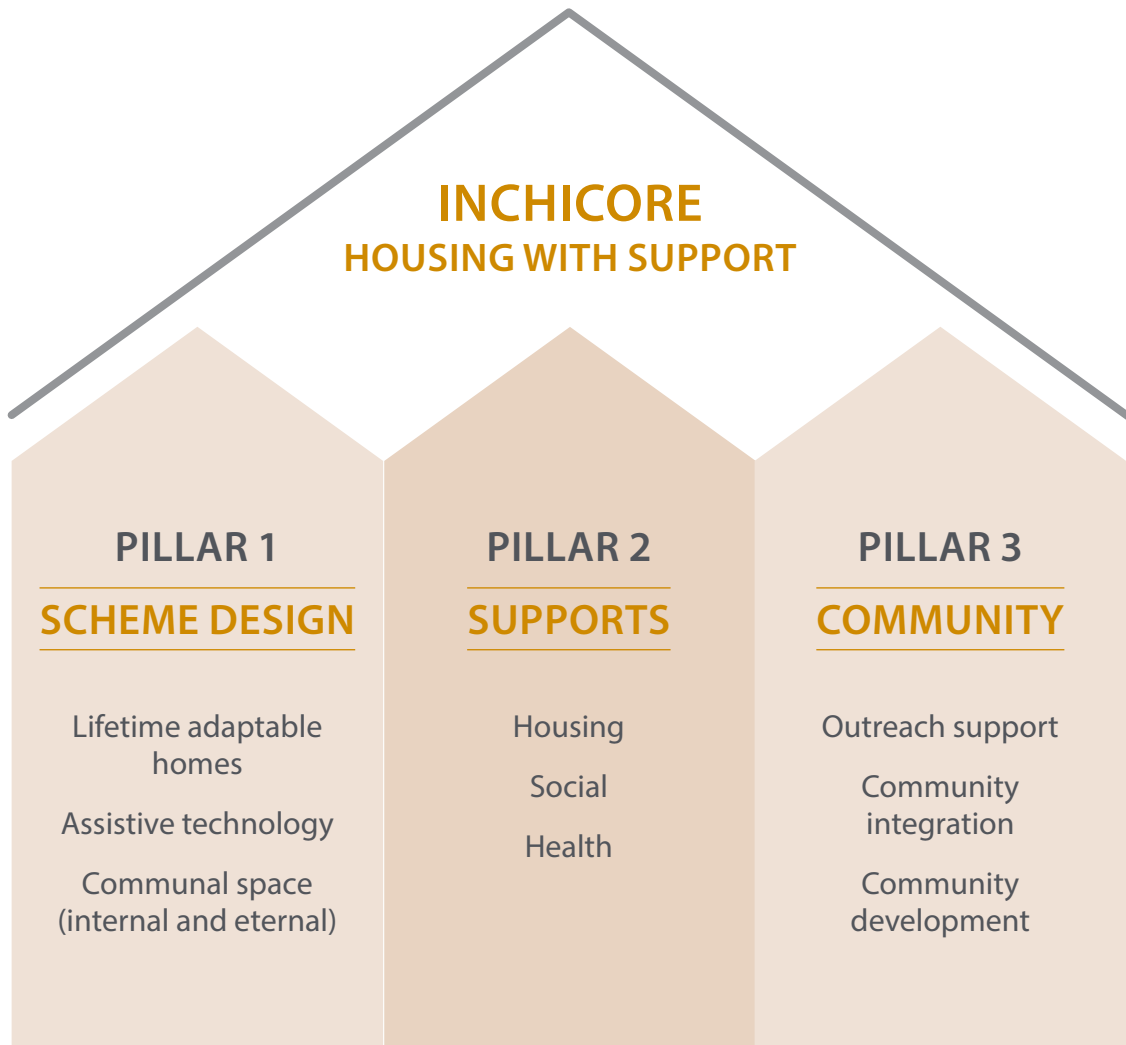 INCHICORE
HOUSING WITH SUPPORT
PILLAR 1
SCHEME DESIGN
Lifetime adaptable
homes
Assistive technology
Communal space
(internal and eternal)
PILLAR 2
SUPPORTS
Housing
Social
Health
PILLAR 3
COMMUNITY
Outreach support
Community
integration
Community
development